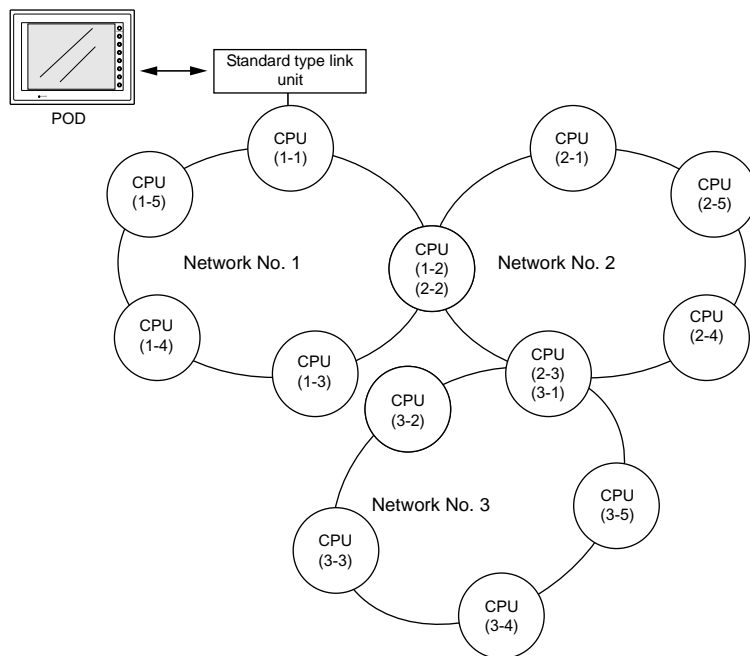 Standard type link
unit
POD
CPU
(1-1)
CPU
(2-1)
CPU
(1-5)
CPU
(2-5)
Network No. 1
CPU
(1-2)
(2-2)
Network No. 2
CPU
(1-4)
CPU
(2-4)
CPU
(1-3)
CPU
(2-3)
(3-1)
CPU
(3-2)
Network No. 3
CPU
(3-5)
CPU
(3-3)
CPU
(3-4)